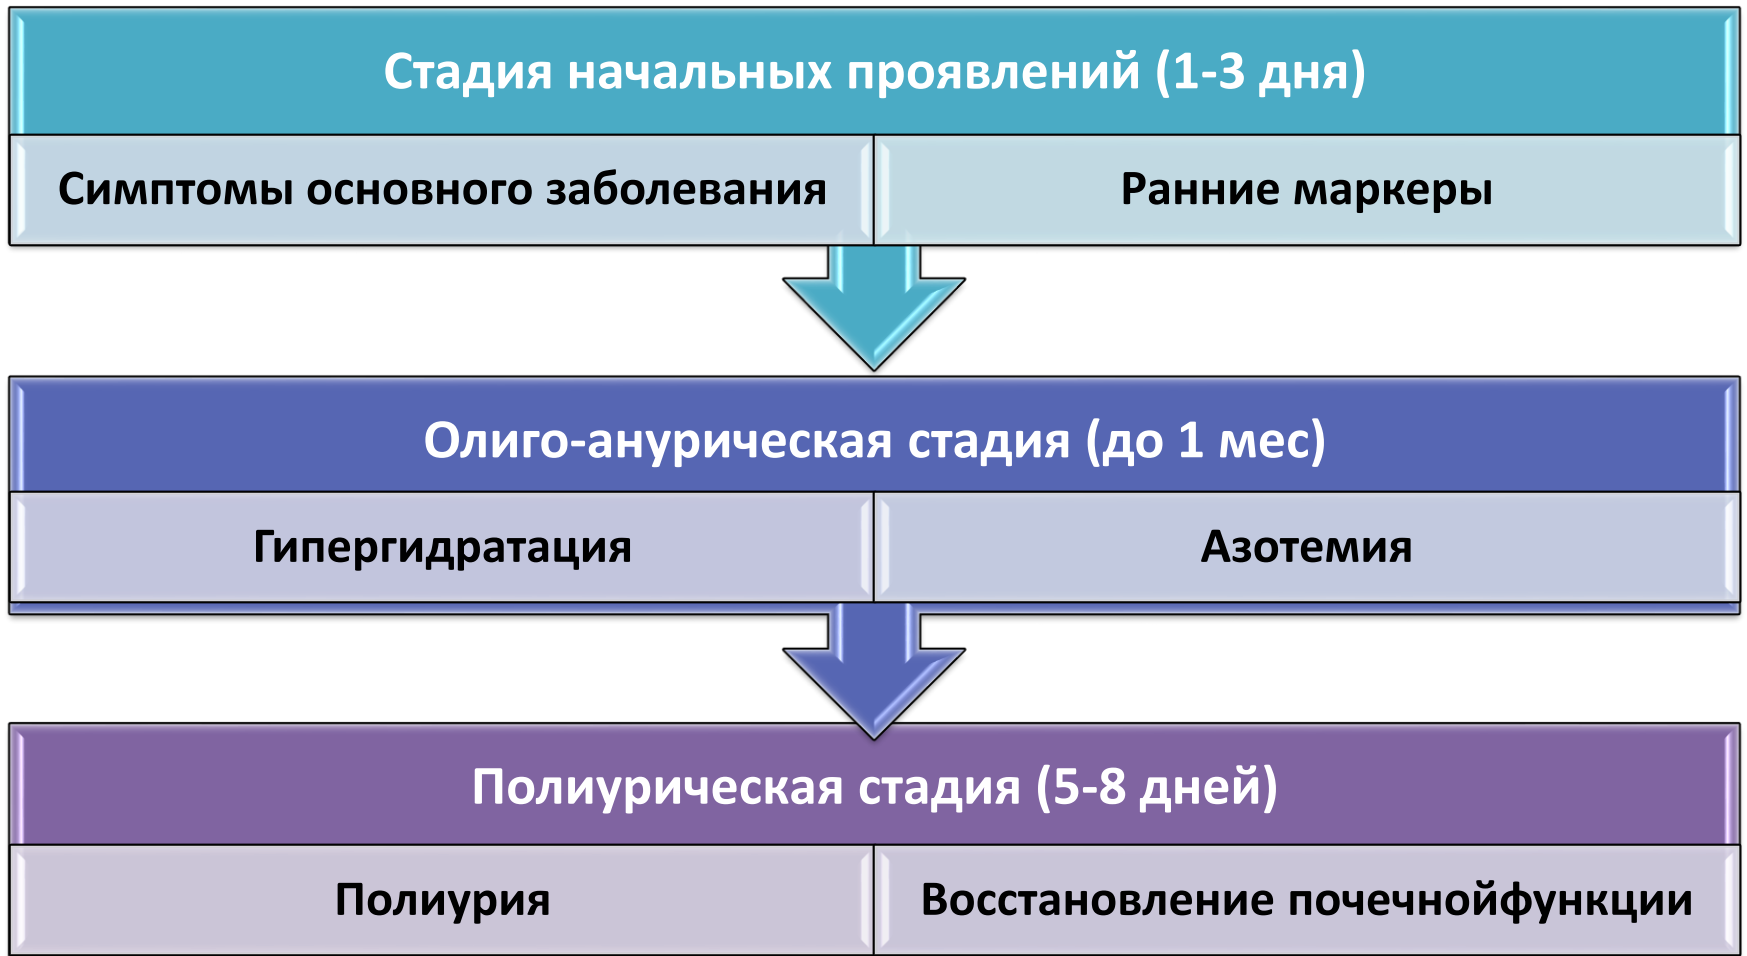 Стадия начальных проявлений (1-3 дня)
Симптомы основного заболевания
Ранние маркеры
Олиго-анурическая стадия (до 1 мес)
Гипергидратация
Азотемия
Полиурическая стадия (5-8 дней)
Полиурия
Восстановление почечнойфункции